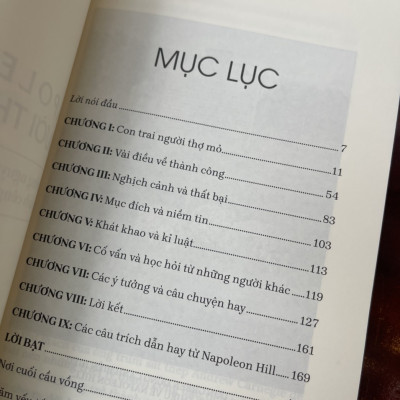 MỤC LỤC
Lời nói đầu 7
CHƯƠNG I: Con trai người thợ mỏ 11
CHƯƠNG II: Vài điều về thành công 54
CHƯƠNG III: Nghịch cảnh và thất bại 83
CHƯƠNG IV: Mục đích và niềm tin 103
CHƯƠNG V: Khát khao và kỉ luật 113
CHƯƠNG VI: Cố vấn và học hỏi từ những người khác 119
CHƯƠNG VII: Các ý tưởng và câu chuyện hay 127
CHƯƠNG VIII: Lời kết 161
CHƯƠNG IX: Các câu trích dẫn hay từ Napoleon Hill 169
LỜI BẠT
Nơi cuối cầu vồng